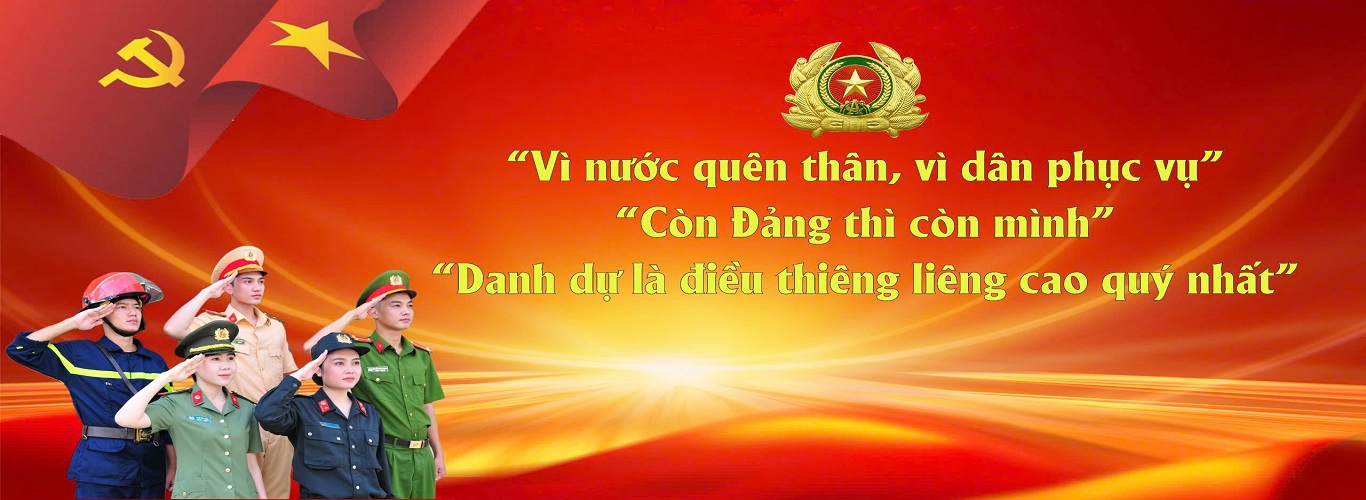 “Vì nước quên thân, vì dân phục vụ”
“Còn Đảng thì còn mình”
“Danh dự là điều thiêng liêng cao quý nhất”